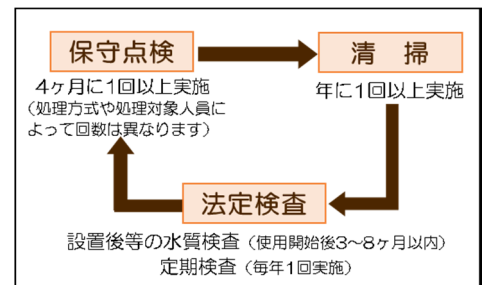 保守点検
清　掃
4ヶ月に1回以上実施
（処理方式や処理対象人員に
よって回数は異なります）
年に1回以上実施
法定検査
設置後等の水質検査（使用開始後3～8ヶ月以内）
定期検査（毎年1回実施）